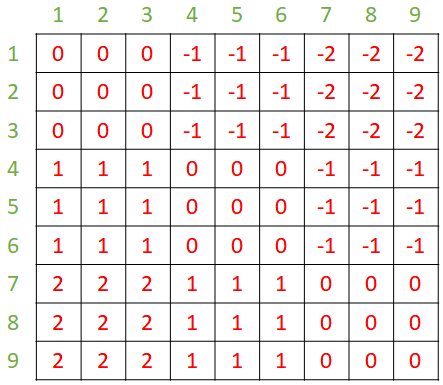 1 2 3 4 5 6 7 8 9
1 0 0 0 -1 -1 -1 -2 -2 -2
2 0 0 0 -1 -1 -1 -2 -2 -2
3 0 0 0 -1 -1 -1 -2 -2 -2
4 1 1 1 0 0 0 -1 -1 -1
5 1 1 1 0 0 0 -1 -1 -1
6 1 1 1 0 0 0 -1 -1 -1
7 2 2 2 1 1 1 0 0 0
8 2 2 2 1 1 1 0 0 0
9 2 2 2 1 1 1 0 0 0